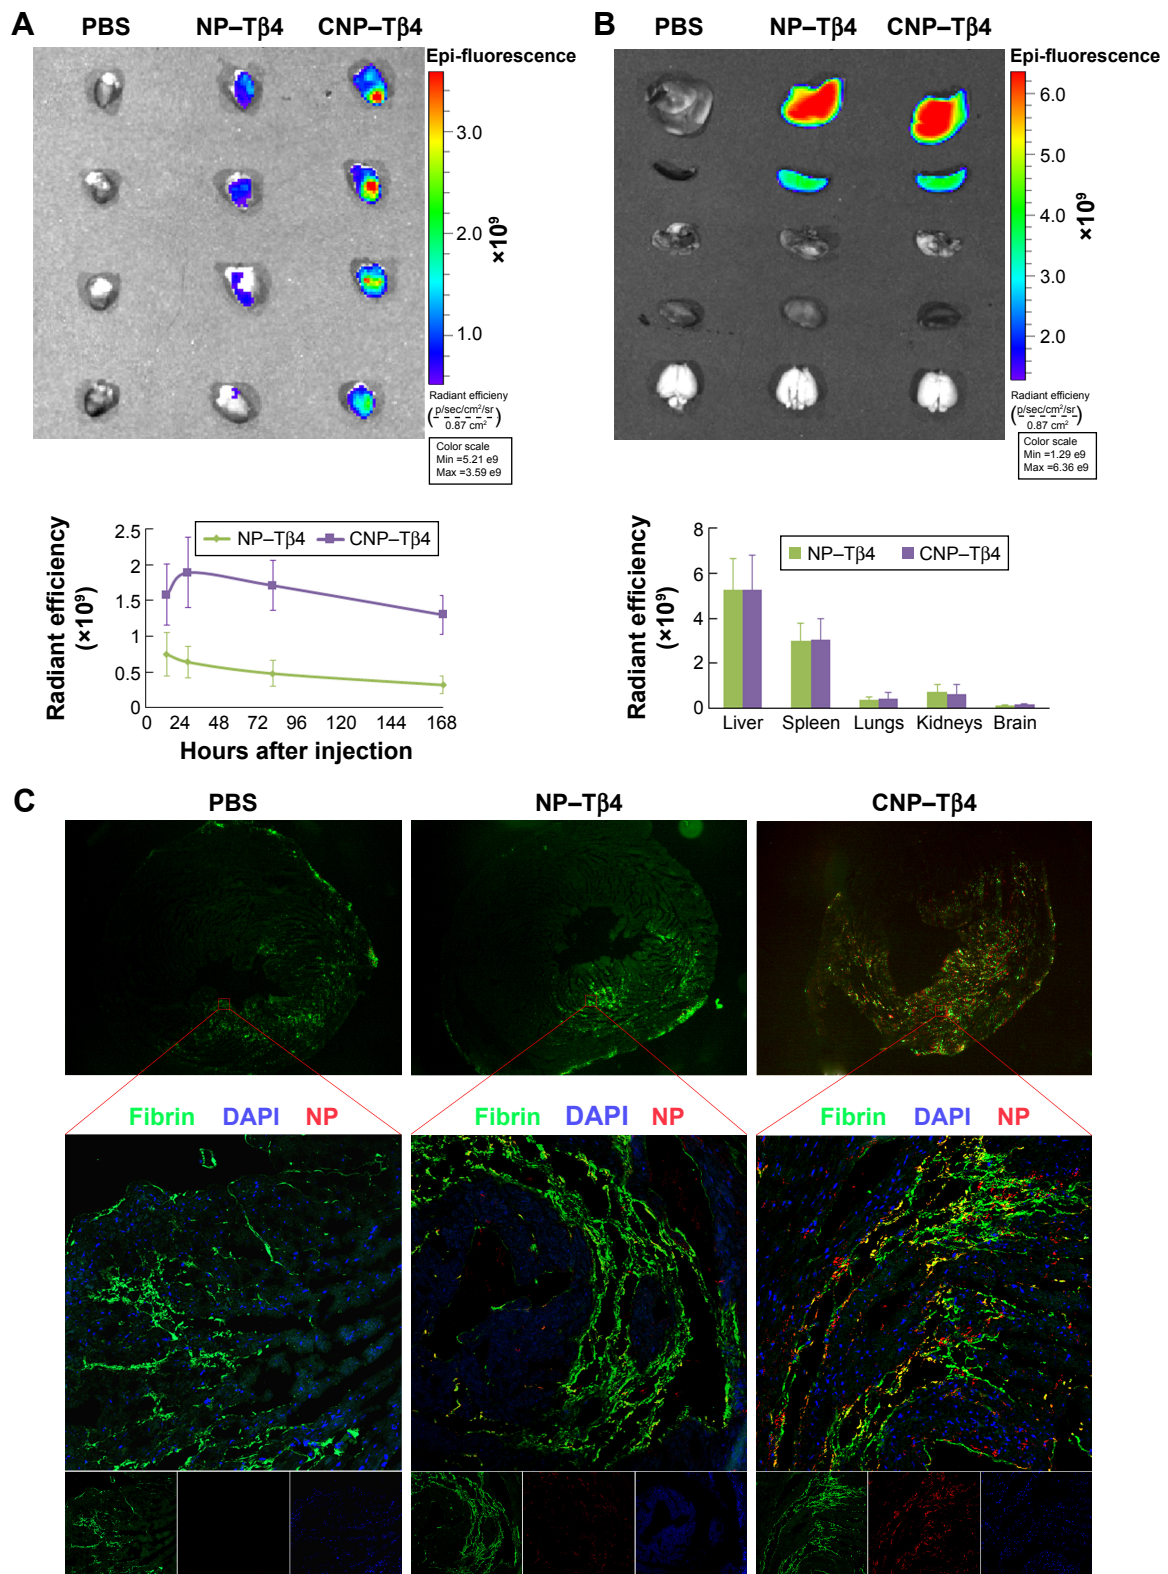 A
PBS
NP–Tβ4
CNP–Tβ4
Epi-fluorescence
3.0
2.0
1.0
×10⁹
Radiant efficieny
(p/sec/cm²/sr)
0.87 cm²
Color scale
Min =5.21 e9
Max =3.59 e9
B
PBS
NP–Tβ4
CNP–Tβ4
Epi-fluorescence
6.0
5.0
4.0
3.0
2.0
×10⁹
Radiant efficieny
(p/sec/cm²/sr)
0.87 cm²
Color scale
Min =1.29 e9
Max =6.36 e9
Radiant efficiency
(×10⁹)
2.5
2
1.5
1
0.5
0
NP–Tβ4
CNP–Tβ4
0 24 48 72 96 120 144 168
Hours after injection
Radiant efficiency
(×10⁹)
8
6
4
2
0
NP–Tβ4
CNP–Tβ4
Liver Spleen Lungs Kidneys Brain
C
PBS
NP–Tβ4
CNP–Tβ4
Fibrin DAPI NP
Fibrin DAPI NP
Fibrin DAPI NP